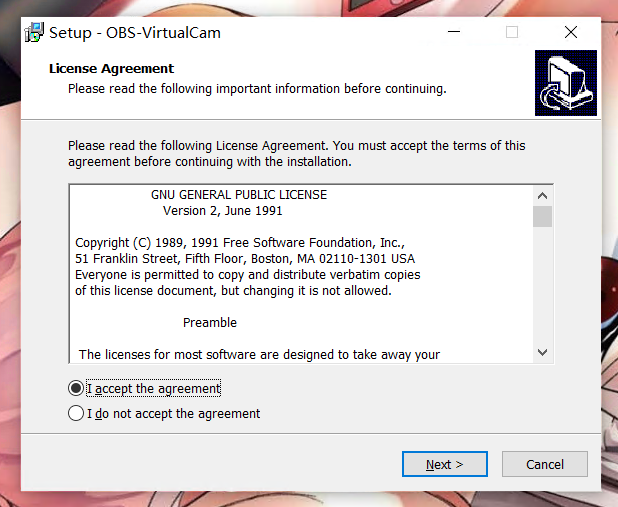 Setup - OBS-VirtualCam
License Agreement
Please read the following important information before continuing.
Please read the following License Agreement. You must accept the terms of this
agreement before continuing with the installation.
GNU GENERAL PUBLIC LICENSE
Version 2, June 1991
Copyright (C) 1989, 1991 Free Software Foundation, Inc.,
51 Franklin Street, Fifth Floor, Boston, MA 02110-1301 USA
Everyone is permitted to copy and distribute verbatim copies
of this license document, but changing it is not allowed.
Preamble
The licenses for most software are designed to take away your
I accept the agreement
I do not accept the agreement
Next >
Cancel